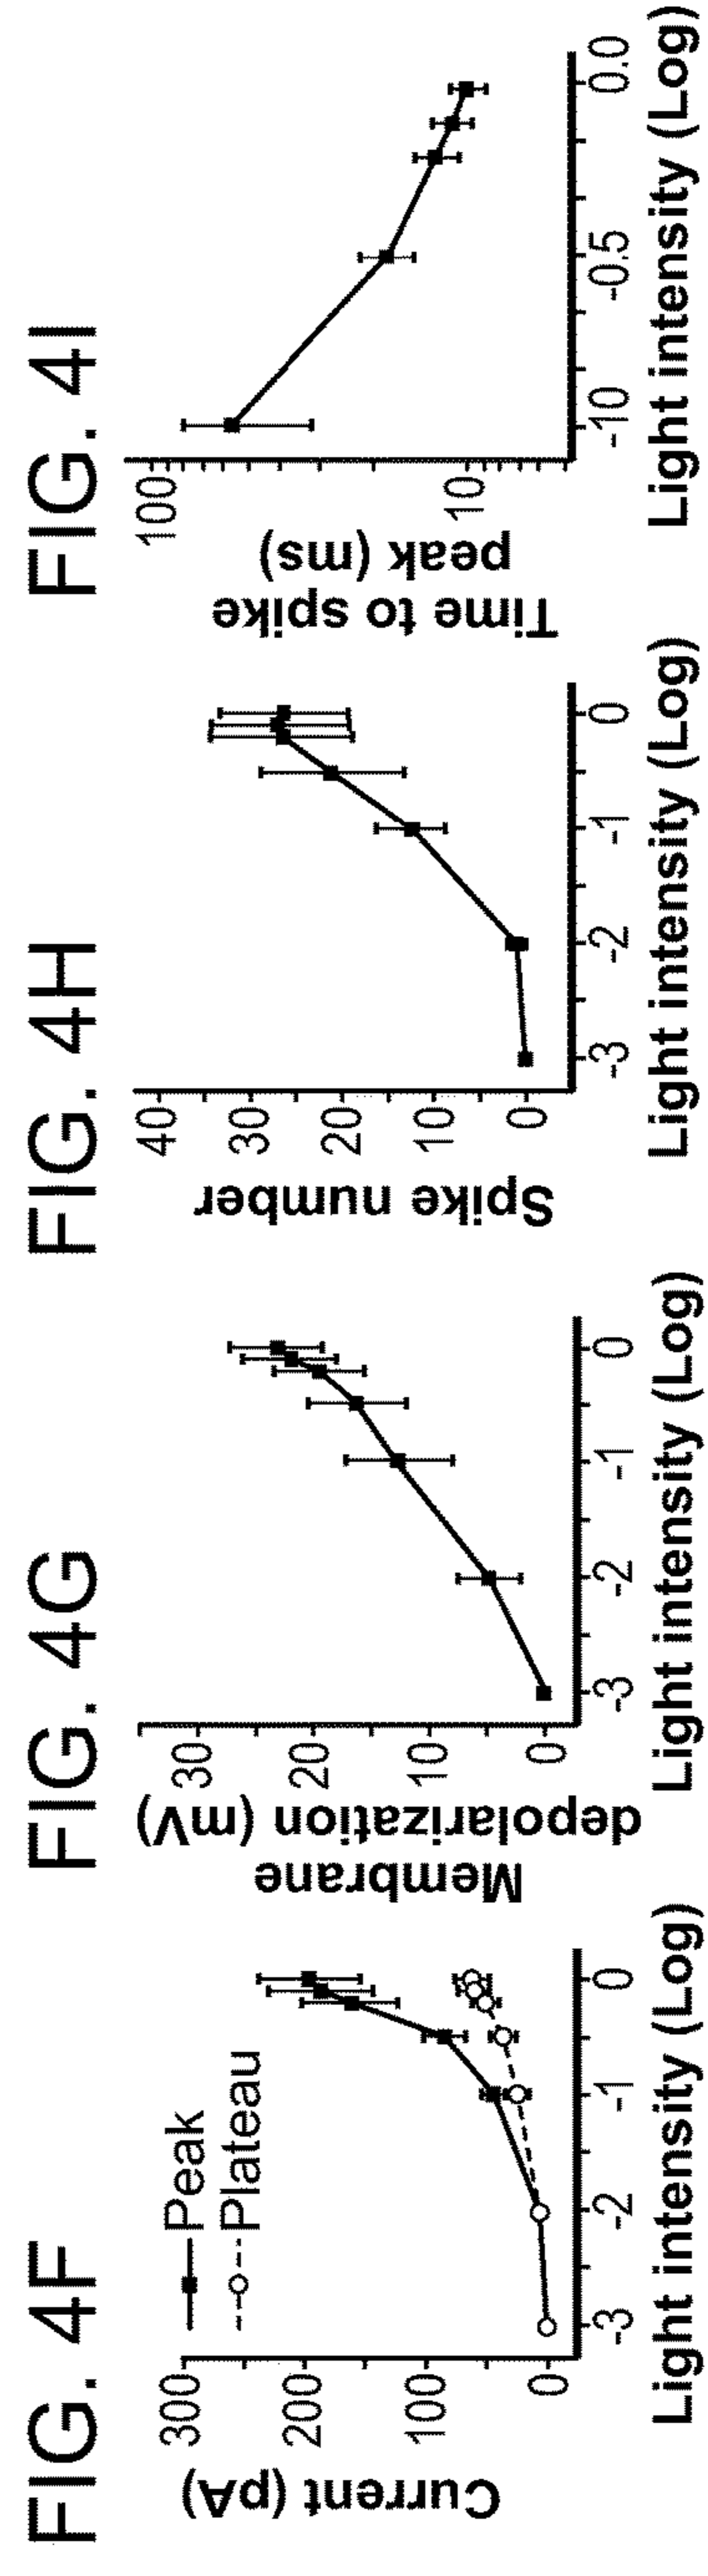 FIG. 4F
Peak
Plateau
300
200
100
0
Current (pA)
-3
-2
-1
0
Light intensity (Log)
FIG. 4G
30
20
10
0
Membrane
depolarization (mV)
-3
-2
-1
0
Light intensity (Log)
FIG. 4H
40
30
20
10
0
Spike number
-3
-2
-1
0
Light intensity (Log)
FIG. 4I
100
10
Time to spike
peak (ms)
-10
-0.5
0.0
Light intensity (Log)